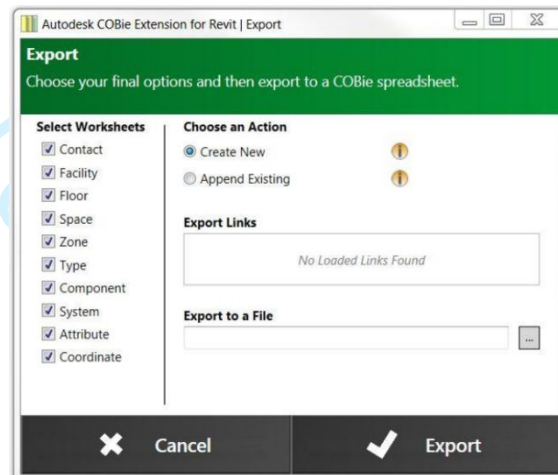 Autodesk COBie Extension for Revit | Export
Export
Choose your final options and then export to a COBie spreadsheet.
Select Worksheets
Contact
Facility
Floor
Space
Zone
Type
Component
System
Attribute
Coordinate
Choose an Action
Create New
Append Existing
Export Links
No Loaded Links Found
Export to a File
...
Cancel
Export